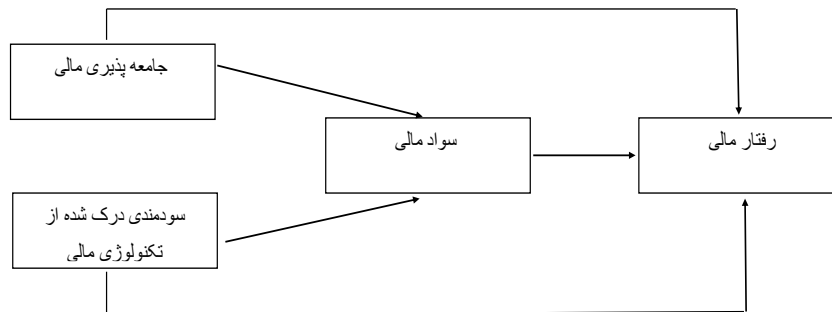 جامعه پذیری مالی
سواد مالی
رفتار مالی
سودمندی درک شده از
تکنولوژی مالی